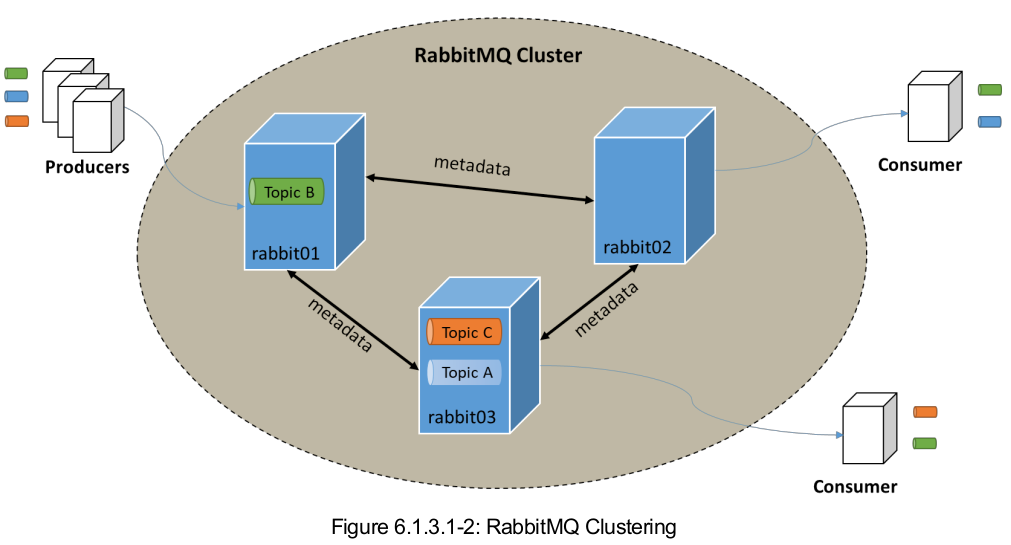 RabbitMQ Cluster
Producers
Consumer
metadata
Topic B
rabbit01
rabbit02
metadata
metadata
Topic C
Topic A
rabbit03
Consumer
Figure 6.1.3.1-2: RabbitMQ Clustering